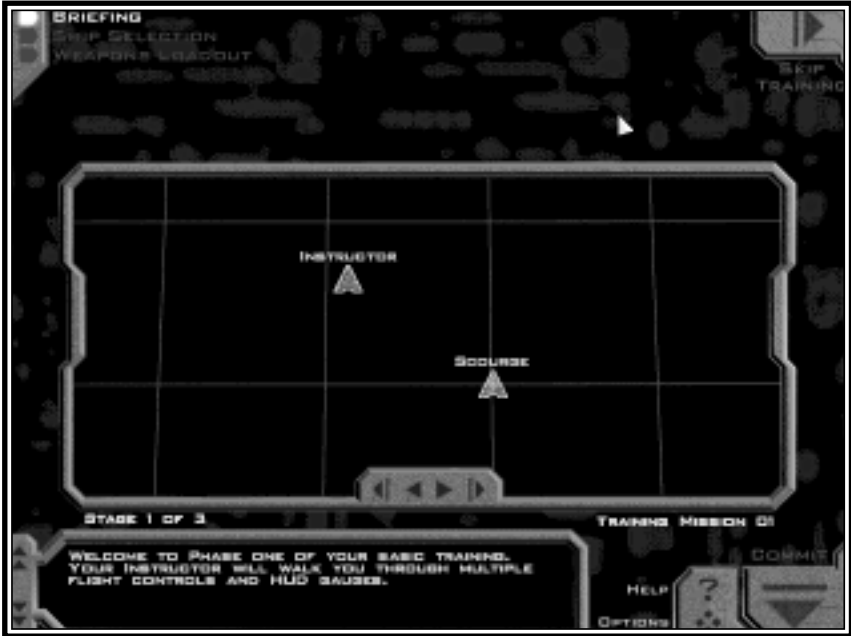 BRIEFING
SHIP SELECTION
WEAPONS LOADOUT
SKIP
TRAINING
INSTRUCTOR
SCOURGE
STAGE 1 OF 3
TRAINING MISSION 01
WELCOME TO PHASE ONE OF YOUR BASIC TRAINING.
YOUR INSTRUCTOR WILL WALK YOU THROUGH MULTIPLE
FLIGHT CONTROLS AND HUD GAUGES.
COMMIT
HELP
?
OPTIONS